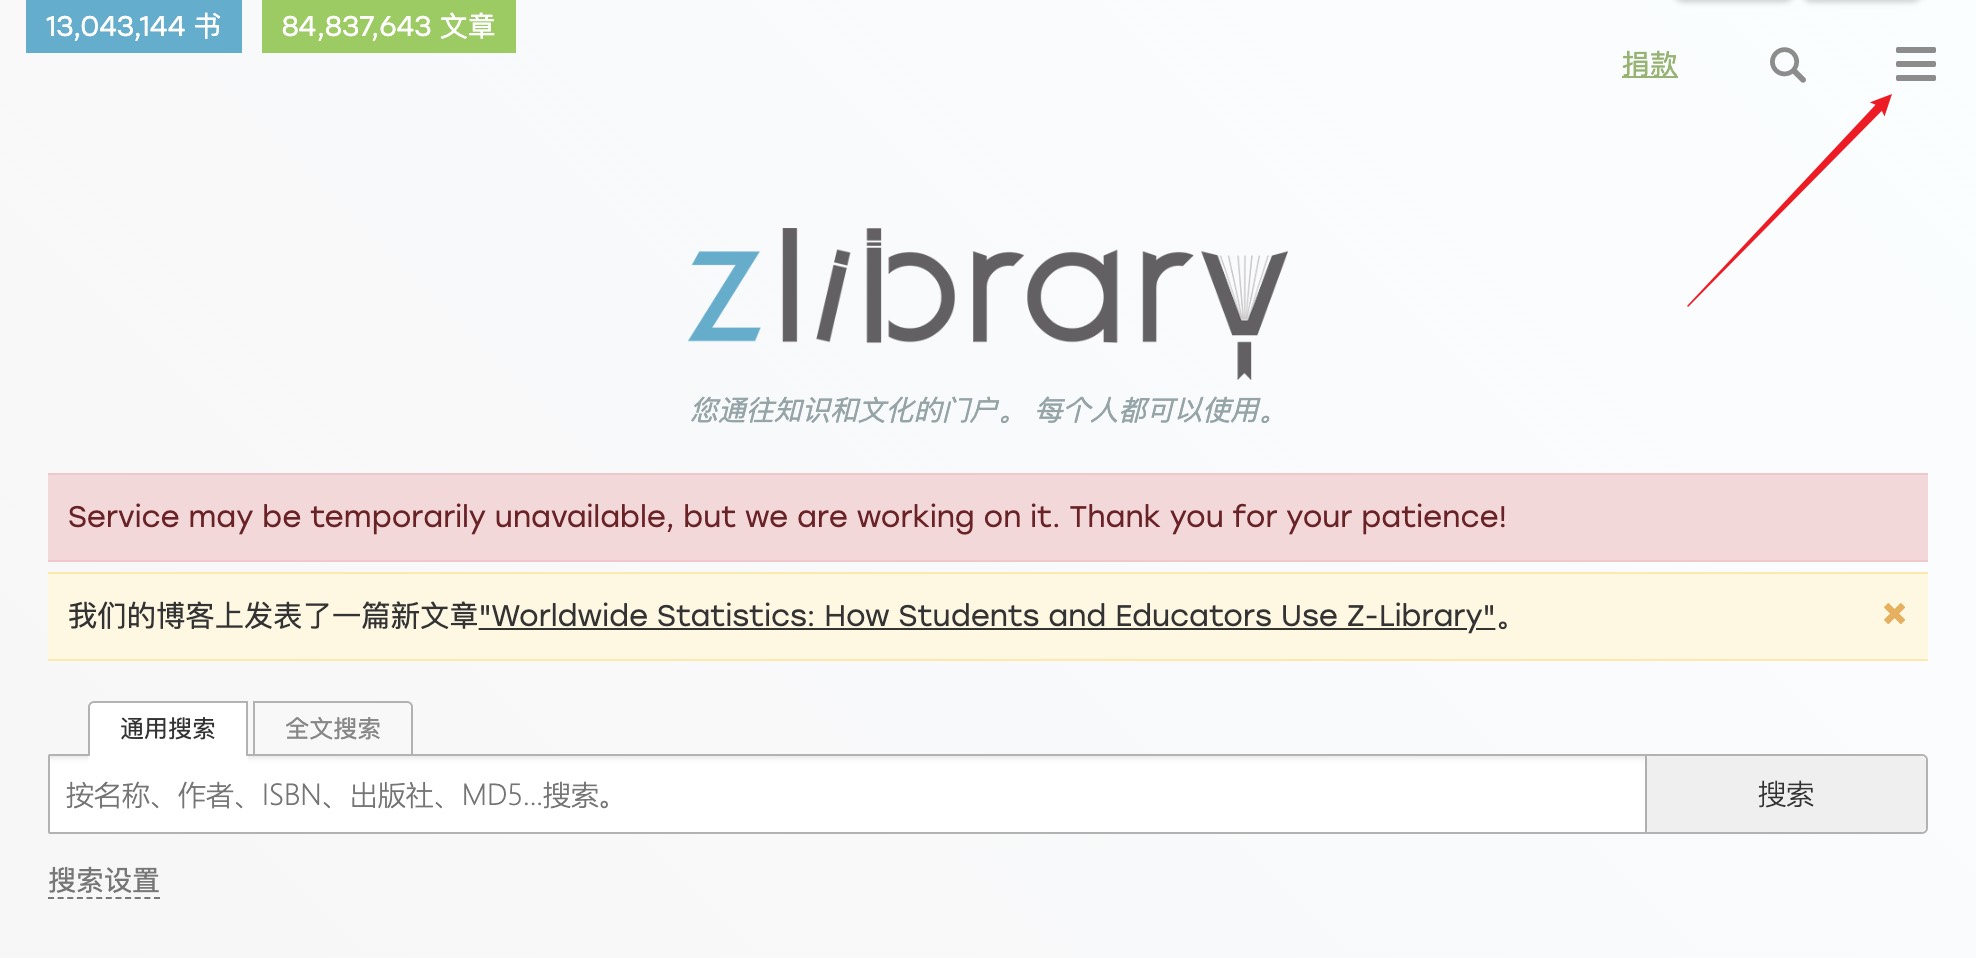 13,043,144 书
84,837,643 文章
捐款
zlibrary
您通往知识和文化的门户。 每个人都可以使用。
Service may be temporarily unavailable, but we are working on it. Thank you for your patience!
我们的博客上发表了一篇新文章"Worldwide Statistics: How Students and Educators Use Z-Library"。
通用搜索
全文搜索
按名称、作者、ISBN、出版社、MD5...搜索。
搜索
搜索设置